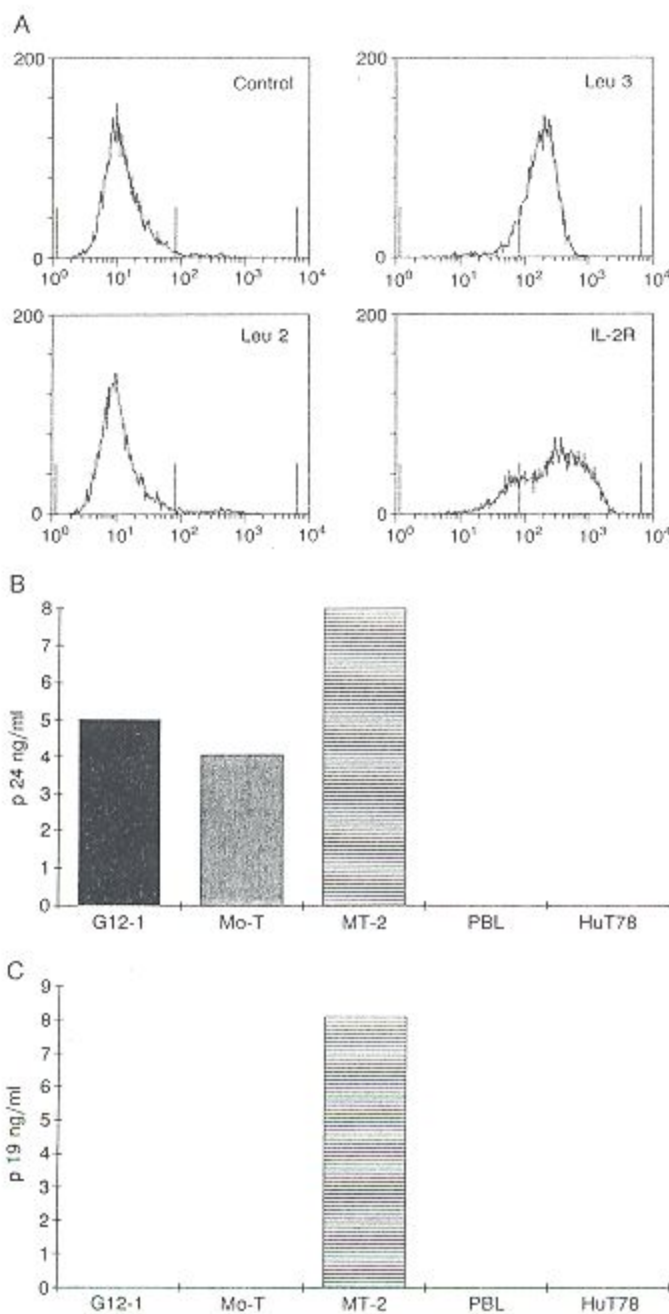 A
200
Control
0
10⁰ 10¹ 10² 10³ 10⁴
200
Leu 3
0
10⁰ 10¹ 10² 10³ 10⁴
200
Leu 2
0
10⁰ 10¹ 10² 10³ 10⁴
200
IL-2R
0
10⁰ 10¹ 10² 10³ 10⁴
B
p 24 ng/ml
8
7
6
5
4
3
2
1
0
G12-1 Mo-T MT-2 PBL HuT78
C
p 19 ng/ml
9
8
7
6
5
4
3
2
1
0
G12-1 Mo-T MT-2 PBL HuT78